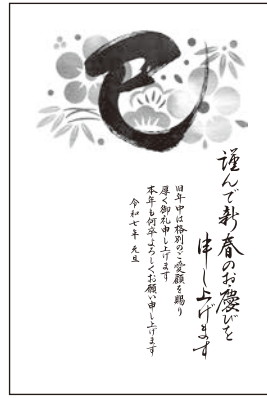 巳
謹んで新春のお慶びを
申し上げます
旧年中は格別のご愛顧を賜り
厚く御礼申し上げます
本年も何卒よろしくお願い申し上げます
令和七年 元旦